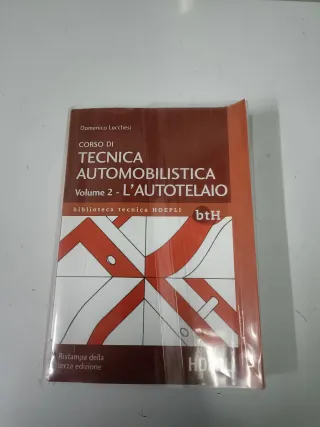 Domenico Lucchesi
CORSO DI
TECNICA
AUTOMOBILISTICA
Volume 2 - L'AUTOTELAIO
biblioteca tecnica HOEPLI
btH
Ristampa della
terza edizione